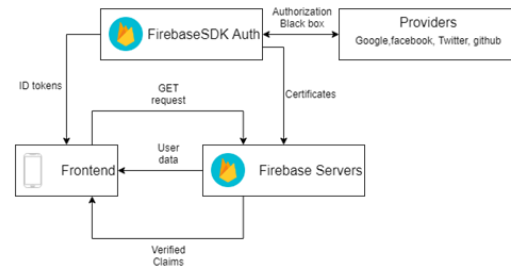 Authorization
Black box
Providers
Google,facebook, Twitter, github
FirebaseSDK Auth
ID tokens
GET
request
Certificates
User
data
Frontend
Firebase Servers
Verified
Claims